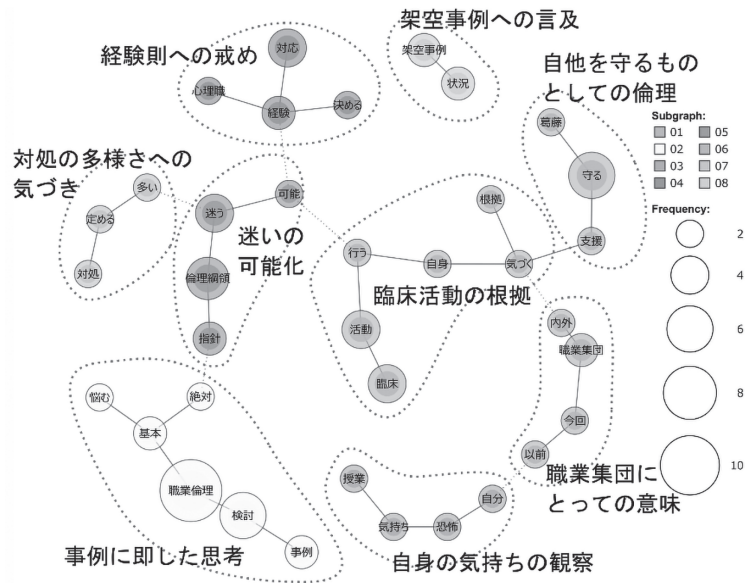 架空事例への言及
経験則への戒め
対応
架空事例
状況
心理職
経験
決める
自他を守るもの
としての倫理
葛藤
守る
支援
Subgraph:
01
05
02
06
03
07
04
08
Frequency:
2
4
6
8
10
対処の多様さへの
気づき
多い
定める
対処
迷う
可能
倫理綱領
指針
迷いの
可能化
根拠
行う
自身
気づく
活動
臨床
臨床活動の根拠
内外
職業集団
今回
以前
職業集団に
とっての意味
悩む
絶対
基本
職業倫理
検討
事例
事例に即した思考
授業
気持ち
恐怖
自分
自身の気持ちの観察